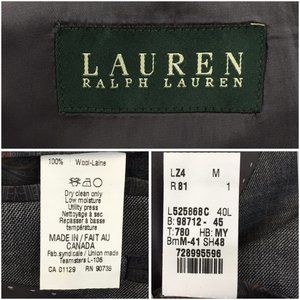 LAUREN
RALPH LAUREN
100% Wool-Laine
Dry clean only
Low moisture
Utility press
Nettoyage à sec
Repasser à basse
température
MADE IN / FAIT AU
CANADA
Fab.syndicale / Union made
Teamsters L-106
CA 01129 RN 90735
LZ4 M
R81 1
L525868C 40L
B: 98712- 45
T:780 HB: MY
BmM-41 SH48
728995596